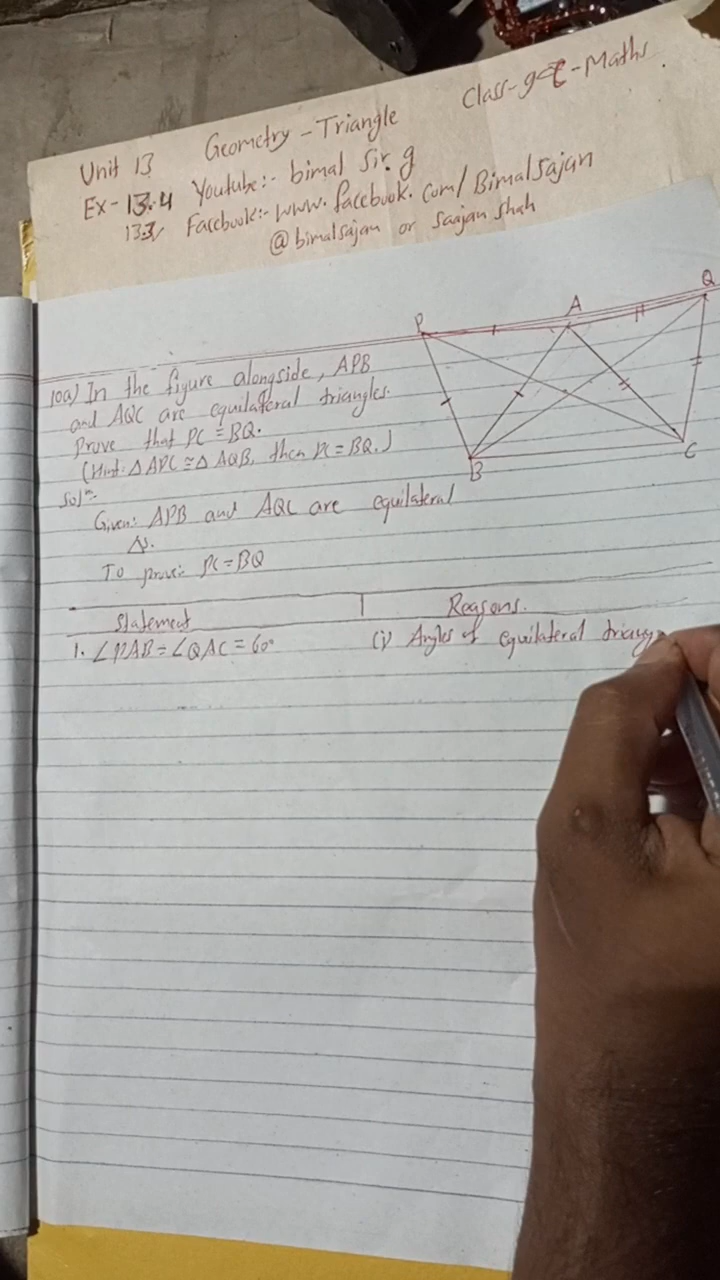 Unit 13 Geometry - Triangle Class-9 - Maths
Ex - 13.4 Youtube:- bimal sir. g
13.3/ Facebook:- www.facebook.com/Bimalsajan
@bimalsajan or Saajan Shah
P A Q
10a) In the figure alongside, APB
and AQC are equilateral triangles.
Prove that PC = BQ.
(Hint: ∆ APC ≅ ∆ AQB, then PC = BQ.)
B C
Solⁿ:-
Given: APB and AQC are equilateral
∆s.
To prove:- PC = BQ
Statement Reasons.
1. ∠PAB = ∠QAC = 60° (i) Angles of equilateral